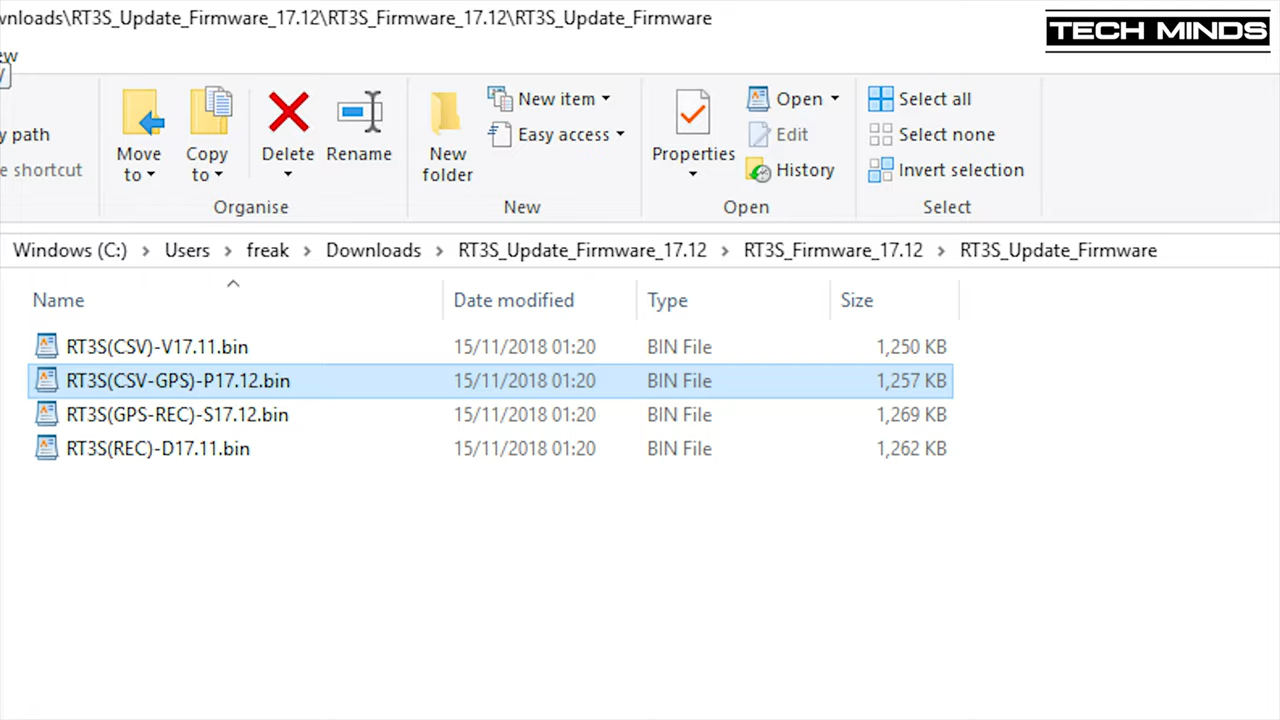 wnloads\RT3S_Update_Firmware_17.12\RT3S_Firmware_17.12\RT3S_Update_Firmware
TECH MINDS
ew
y path
e shortcut
Move to
Copy to
Delete
Rename
Organise
New folder
New item
Easy access
New
Properties
Open
Edit
History
Open
Select all
Select none
Invert selection
Select
Windows (C:) > Users > freak > Downloads > RT3S_Update_Firmware_17.12 > RT3S_Firmware_17.12 > RT3S_Update_Firmware
Name Date modified Type Size
RT3S(CSV)-V17.11.bin 15/11/2018 01:20 BIN File 1,250 KB
RT3S(CSV-GPS)-P17.12.bin 15/11/2018 01:20 BIN File 1,257 KB
RT3S(GPS-REC)-S17.12.bin 15/11/2018 01:20 BIN File 1,269 KB
RT3S(REC)-D17.11.bin 15/11/2018 01:20 BIN File 1,262 KB